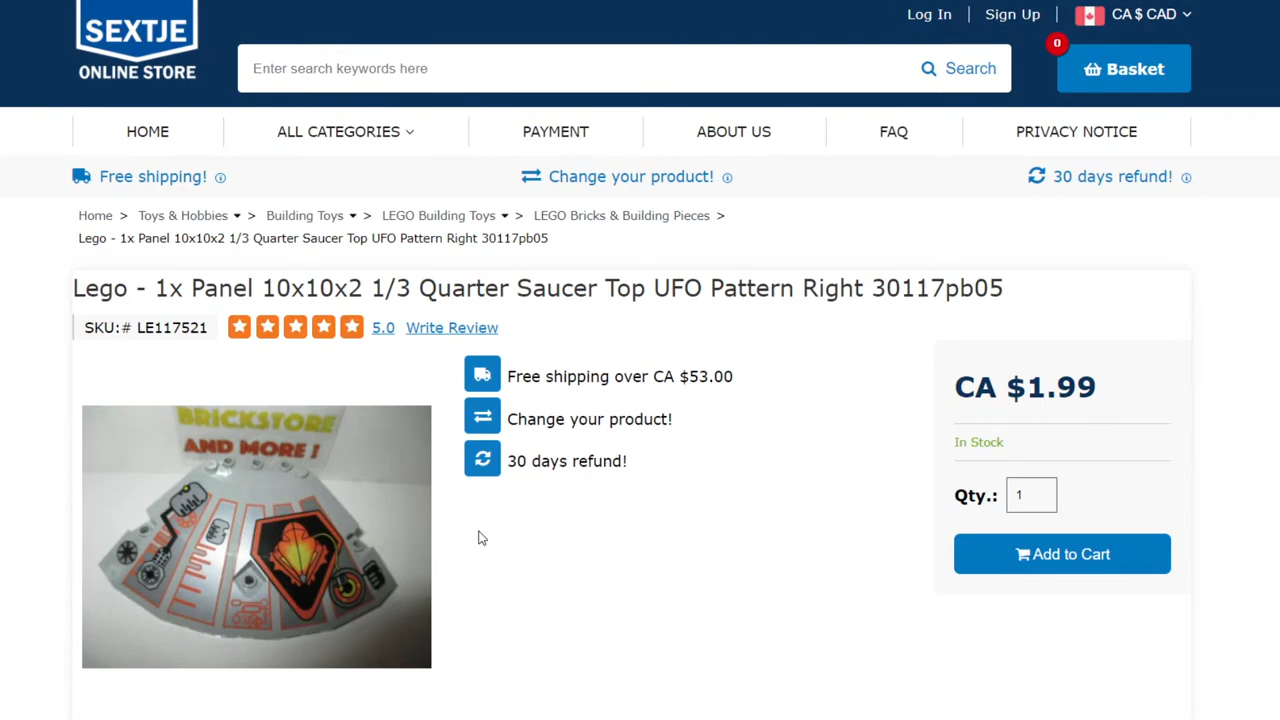 SEXTJE
ONLINE STORE
Log In
Sign Up
CA $ CAD
Enter search keywords here
Search
0
Basket
HOME
ALL CATEGORIES
PAYMENT
ABOUT US
FAQ
PRIVACY NOTICE
Free shipping!
Change your product!
30 days refund!
Home > Toys & Hobbies > Building Toys > LEGO Building Toys > LEGO Bricks & Building Pieces >
Lego - 1x Panel 10x10x2 1/3 Quarter Saucer Top UFO Pattern Right 30117pb05
Lego - 1x Panel 10x10x2 1/3 Quarter Saucer Top UFO Pattern Right 30117pb05
SKU:# LE117521
5.0
Write Review
Free shipping over CA $53.00
Change your product!
30 days refund!
CA $1.99
In Stock
Qty.: 1
Add to Cart
BRICKSTORE
AND MORE !